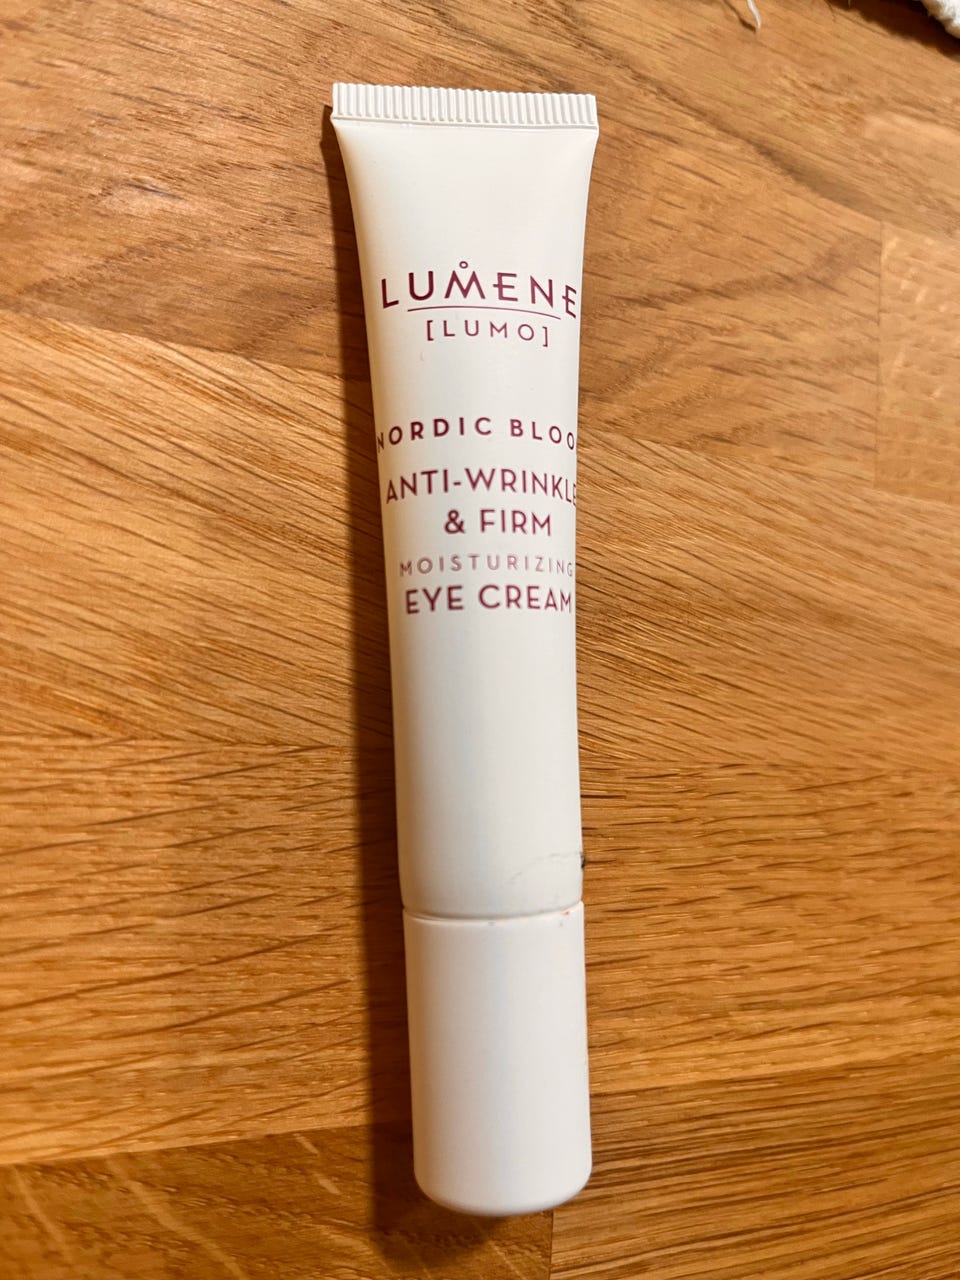 LUMENE
[LUMO]
NORDIC BLOO
ANTI-WRINKLE
& FIRM
MOISTURIZING
EYE CREAM